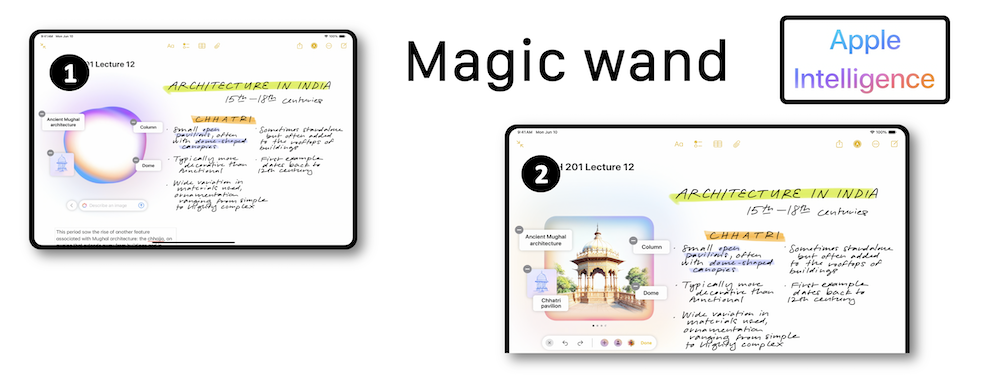 Magic wand
Apple
Intelligence
1
9:41 AM Mon Jun 10
100%
Aa
01 Lecture 12
ARCHITECTURE IN INDIA
15th–18th centuries
CHHATRI
· Small open
pavilions, often
with dome-shaped
canopies
· Typically more
decorative than
functional
· Wide variation in
materials used,
ornamentation
ranging from simple
to highly complex
· Sometimes standalone
but often added
to the rooftops of
buildings
· First example
dates back to
12th century
Ancient Mughal
architecture
Column
Dome
Describe an image
This period saw the rise of another feature
associated with Mughal architecture: the chhatri, an
2
9:41 AM Mon Jun 10
100%
Aa
H 201 Lecture 12
ARCHITECTURE IN INDIA
15th–18th centuries
CHHATRI
· Small open
pavilions, often
with dome-shaped
canopies
· Typically more
decorative than
functional
· Wide variation in
materials used,
ornamentation
ranging from simple
to highly complex
· Sometimes standalone
but often added
to the rooftops of
buildings
· First example
dates back to
12th century
Ancient Mughal
architecture
Column
Dome
Chhatri
pavilion
Done